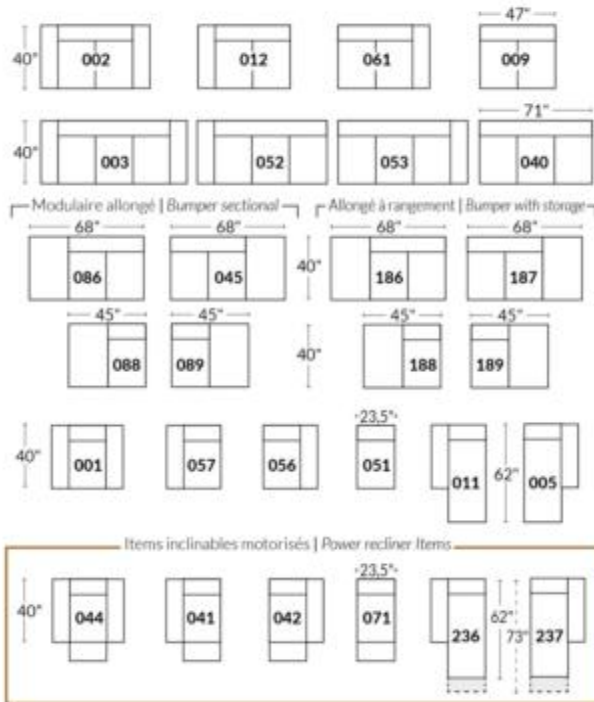 47"
40" 002 012 061 009
71"
40" 003 052 053 040
Modulaire allongé | Bumper sectional
Allongé à rangement | Bumper with storage
68" 68" 68" 68"
086 045 40" 186 187
45" 45" 45" 45"
088 089 40" 188 189
23,5"
40" 001 057 056 051 011 62" 005
Items inclinables motorisés | Power recliner Items
23,5"
40" 044 041 042 071 236 62" 73" 237